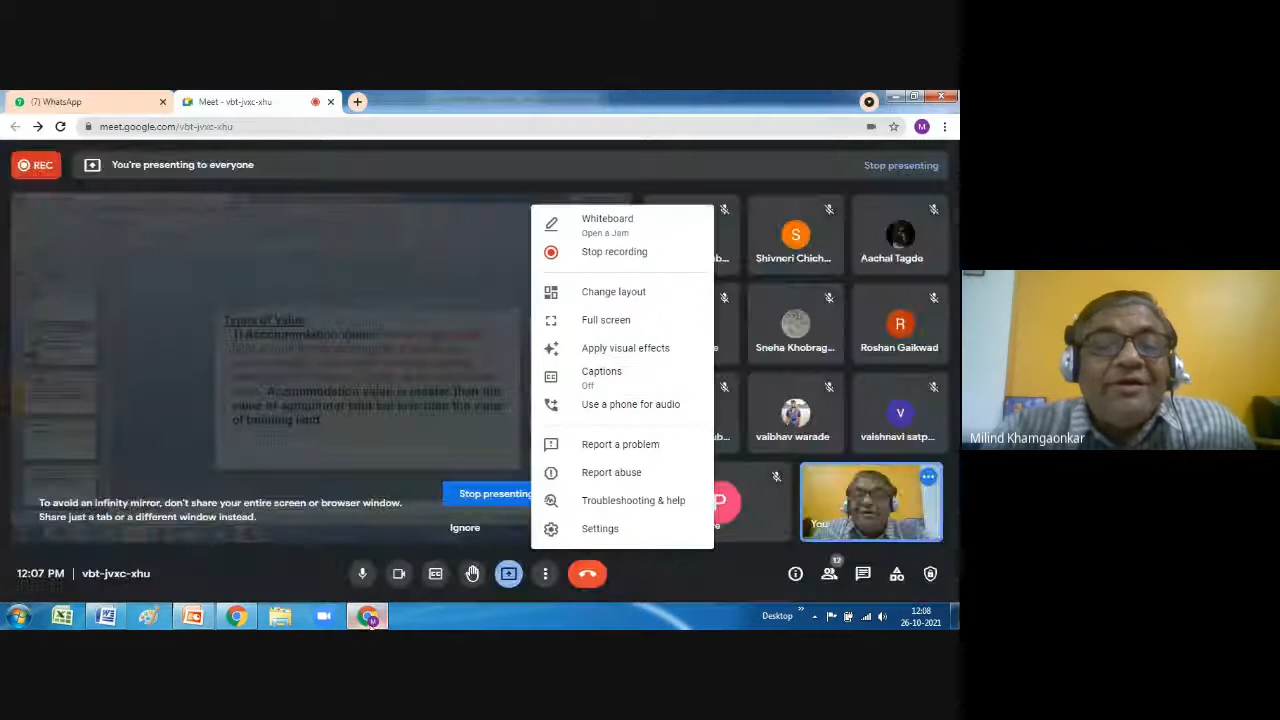 (7) WhatsApp
Meet - vbt-jvxc-xhu
meet.google.com/vbt-jvxc-xhu
M
REC
You're presenting to everyone
Stop presenting
Whiteboard
Open a Jam
Stop recording
Change layout
Full screen
Apply visual effects
Captions
Off
Use a phone for audio
Report a problem
Report abuse
Troubleshooting & help
Settings
S
Shivneri Chich...
Aachal Tagde
Sneha Khobrag...
R
Roshan Gaikwad
vaibhav warade
V
vaishnavi satp...
P
You
Types of Value
1) Accommodation
Accommodation value is greater than the
value of agricultural land but less than the value
of building land
To avoid an infinity mirror, don't share your entire screen or browser window.
Share just a tab or a different window instead.
Stop presenting
Ignore
12:07 PM | vbt-jvxc-xhu
12
Desktop
12:08
26-10-2021
Milind Khamgaonkar